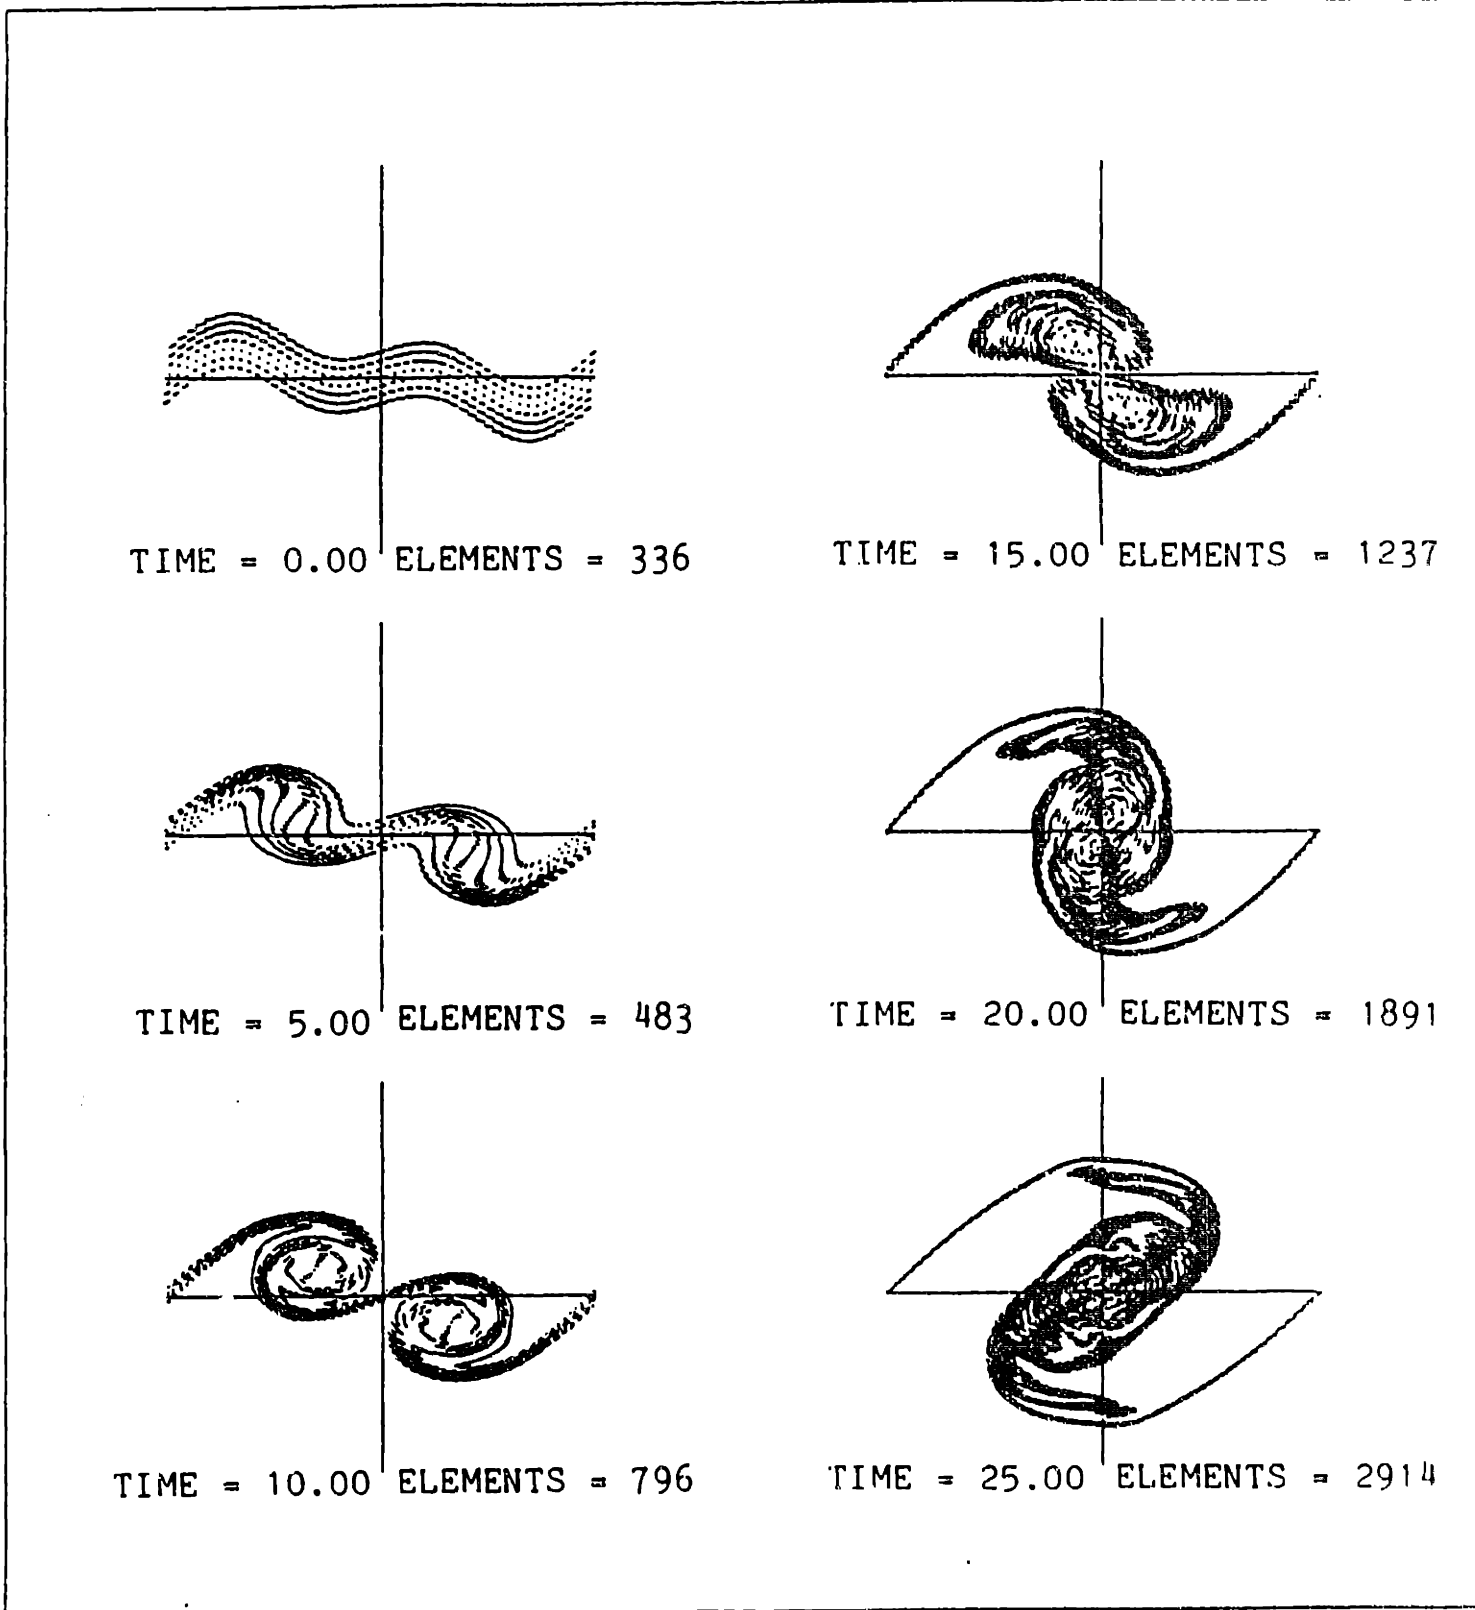 TIME = 0.00 ELEMENTS = 336
TIME = 15.00 ELEMENTS = 1237
TIME = 5.00 ELEMENTS = 483
TIME = 20.00 ELEMENTS = 1891
TIME = 10.00 ELEMENTS = 796
TIME = 25.00 ELEMENTS = 2914